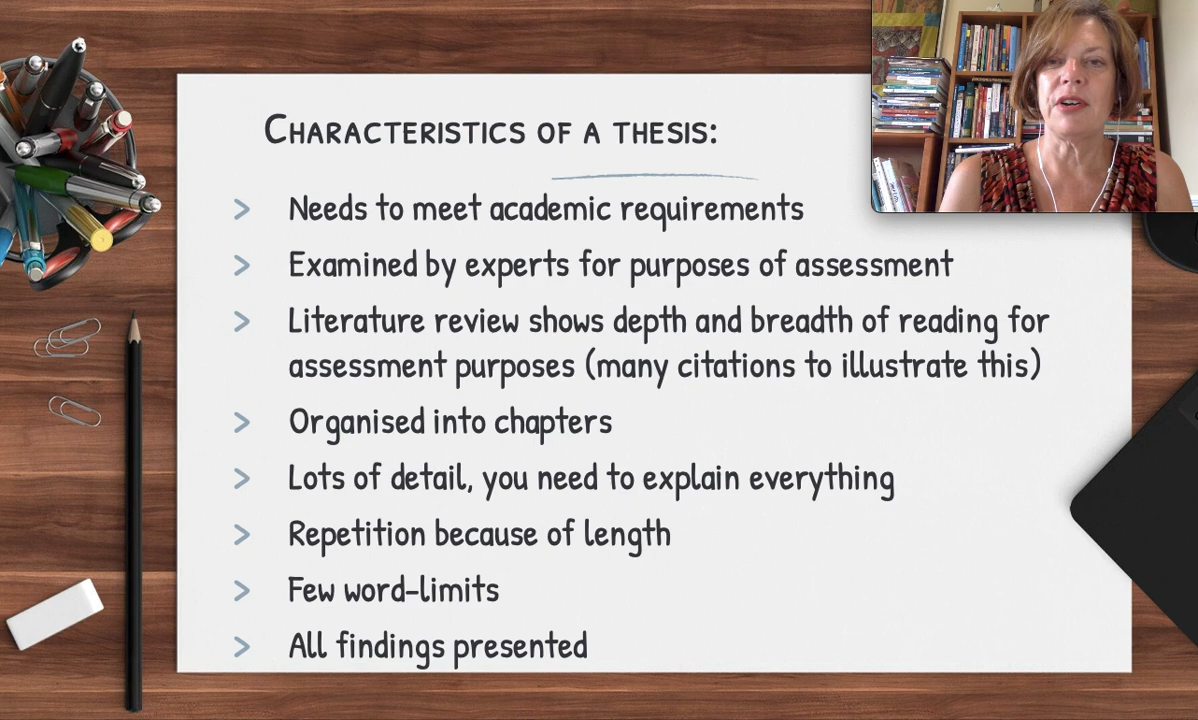 Characteristics of a thesis:
> Needs to meet academic requirements
> Examined by experts for purposes of assessment
> Literature review shows depth and breadth of reading for
assessment purposes (many citations to illustrate this)
> Organised into chapters
> Lots of detail, you need to explain everything
> Repetition because of length
> Few word-limits
> All findings presented